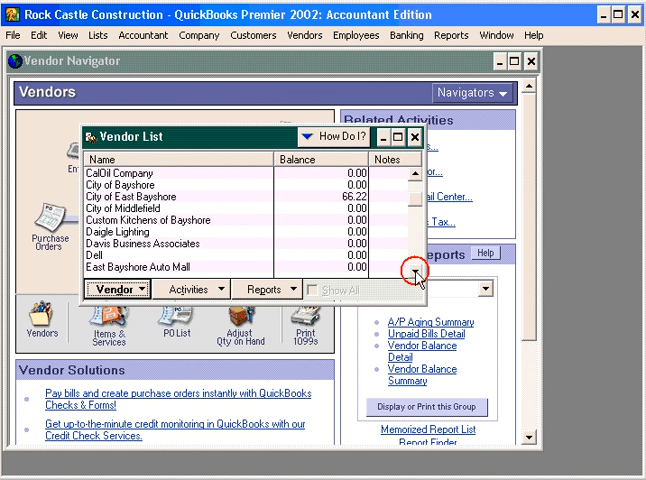 Rock Castle Construction - QuickBooks Premier 2002: Accountant Edition
File Edit View Lists Accountant Company Customers Vendors Employees Banking Reports Window Help
Vendor Navigator
Vendors
Navigators
Related Activities
Vendor List
How Do I?
Name Balance Notes
CalOil Company 0.00
City of Bayshore 0.00
City of East Bayshore 66.22
City of Middlefield 0.00
Custom Kitchens of Bayshore 0.00
Daigle Lighting 0.00
Davis Business Associates 0.00
Dell 0.00
East Bayshore Auto Mall 0.00
Vendor Activities Reports Show All
Ent
Purchase
Orders
ail Center...
Tax...
eports Help
Vendors
Items &
Services
PO List
Adjust
Qty on Hand
Print
1099s
A/P Aging Summary
Unpaid Bills Detail
Vendor Balance
Detail
Vendor Balance
Summary
Display or Print this Group
Memorized Report List
Report Finder
Vendor Solutions
Pay bills and create purchase orders instantly with QuickBooks
Checks & Forms!
Get up-to-the-minute credit monitoring in QuickBooks with our
Credit Check Services.